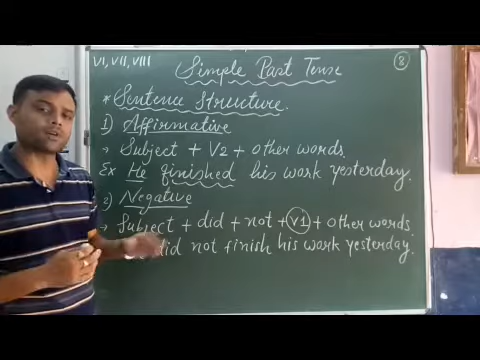 VI, VII, VIII
Simple Past Tense
8
* Sentence Structure.
1) Affirmative
→ Subject + V2 + other words.
Ex He finished his work yesterday.
2) Negative
→ Subject + did + not + V1 + other words.
did not finish his work yesterday.